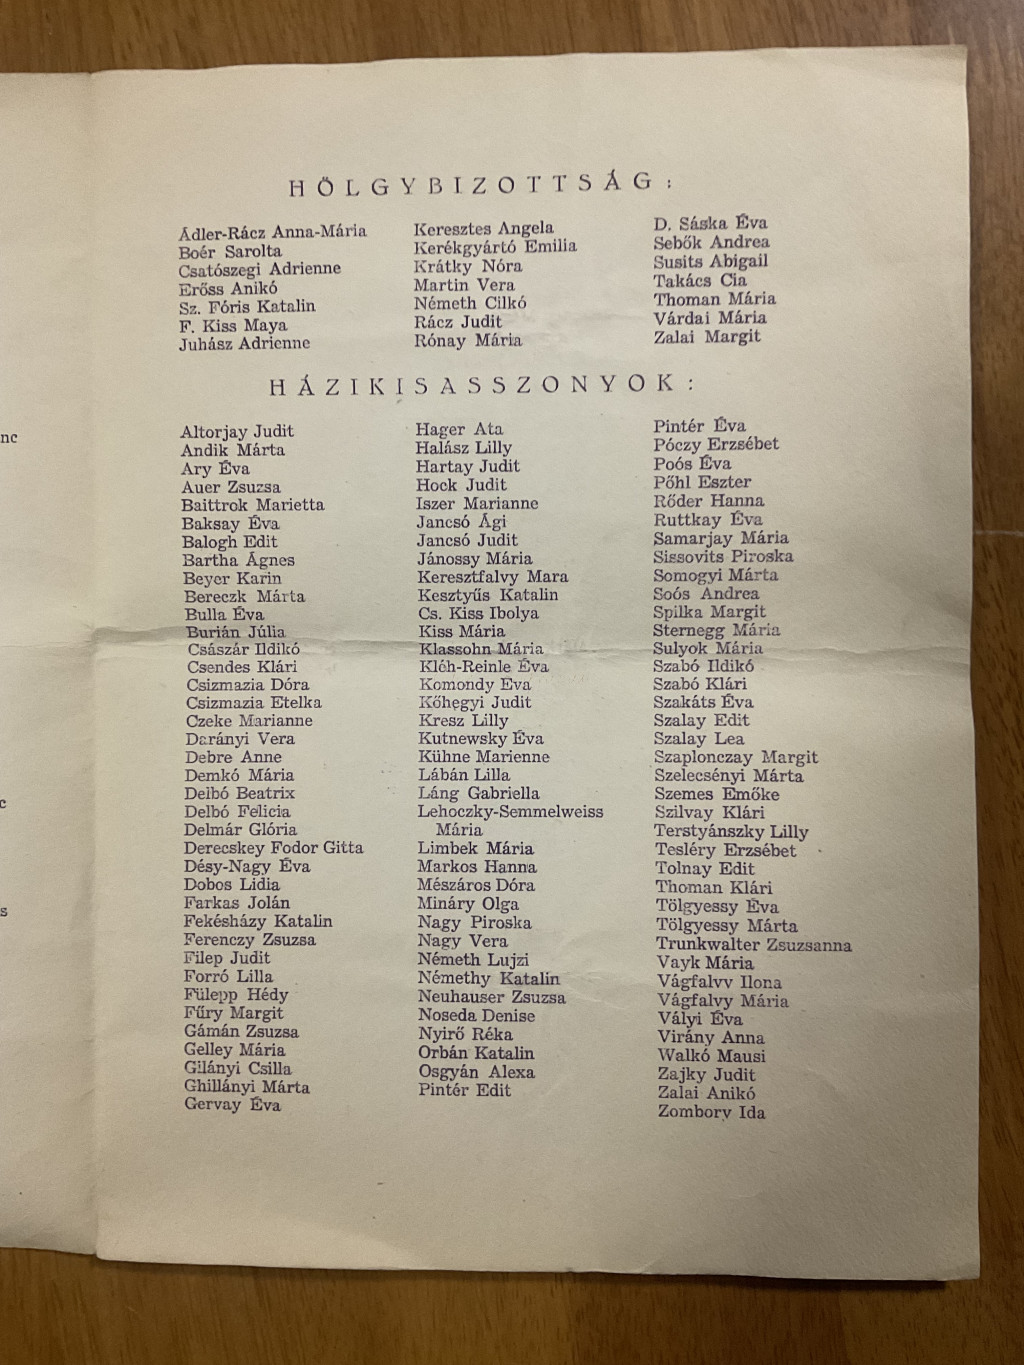 HÖLGYBIZOTTSÁG:
Ádler-Rácz Anna-Mária
Boér Sarolta
Csatószegi Adrienne
Erőss Anikó
Sz. Fóris Katalin
F. Kiss Maya
Juhász Adrienne
Keresztes Angela
Kerékgyártó Emilia
Krátky Nóra
Martin Vera
Németh Cilkó
Rácz Judit
Rónay Mária
D. Sáska Éva
Sebők Andrea
Susits Abigail
Takács Cia
Thoman Mária
Várdai Mária
Zalai Margit
HÁZIKISASSZONYOK:
Altorjay Judit
Andik Márta
Ary Éva
Auer Zsuzsa
Baittrok Marietta
Baksay Éva
Balogh Edit
Bartha Ágnes
Beyer Karin
Bereczk Márta
Bulla Éva
Burián Júlia
Császár Ildikó
Csendes Klári
Csizmazia Dóra
Csizmazia Etelka
Czeke Marianne
Darányi Vera
Debre Anne
Demkó Mária
Delbó Beatrix
Delbó Felicia
Delmár Glória
Derecskey Fodor Gitta
Désy-Nagy Éva
Dobos Lidia
Farkas Jolán
Fekésházy Katalin
Ferenczy Zsuzsa
Filep Judit
Forró Lilla
Fülepp Hédy
Fűry Margit
Gámán Zsuzsa
Gelley Mária
Gilányi Csilla
Ghillányi Márta
Gervay Éva
Hager Ata
Halász Lilly
Hartay Judit
Hock Judit
Iszer Marianne
Jancsó Ági
Jancsó Judit
Jánossy Mária
Keresztfalvy Mara
Kesztyűs Katalin
Cs. Kiss Ibolya
Kiss Mária
Klassohn Mária
Kléh-Reinle Éva
Komondy Eva
Kőhegyi Judit
Kresz Lilly
Kutnewsky Éva
Kühne Marienne
Lábán Lilla
Láng Gabriella
Lehoczky-Semmelweiss
Mária
Limbek Mária
Markos Hanna
Mészáros Dóra
Mináry Olga
Nagy Piroska
Nagy Vera
Németh Lujzi
Némethy Katalin
Neuhauser Zsuzsa
Noseda Denise
Nyirő Réka
Orbán Katalin
Osgyán Alexa
Pintér Edit
Pintér Éva
Póczy Erzsébet
Poós Éva
Pőhl Eszter
Rőder Hanna
Ruttkay Éva
Samarjay Mária
Sissovits Piroska
Somogyi Márta
Soós Andrea
Spilka Margit
Sternegg Mária
Sulyok Mária
Szabó Ildikó
Szabó Klári
Szakáts Éva
Szalay Edit
Szalay Lea
Szaplonczay Margit
Szelecsényi Márta
Szemes Emőke
Szilvay Klári
Terstyánszky Lilly
Tesléry Erzsébet
Tolnay Edit
Thoman Klári
Tölgyessy Éva
Tölgyessy Márta
Trunkwalter Zsuzsanna
Vayk Mária
Vágfalvv Ilona
Vágfalvy Mária
Vályi Éva
Virány Anna
Walkó Mausi
Zajky Judit
Zalai Anikó
Zombory Ida